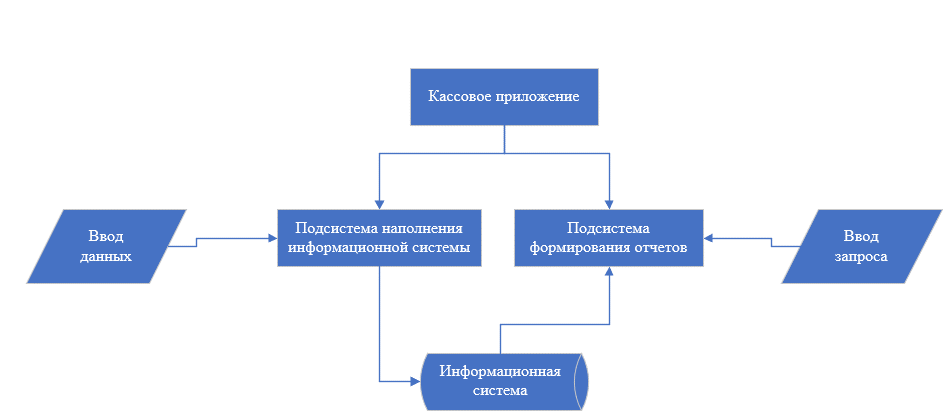 Кассовое приложение
Ввод
данных
Подсистема наполнения
информационной системы
Подсистема
формирования отчетов
Ввод
запроса
Информационная
система